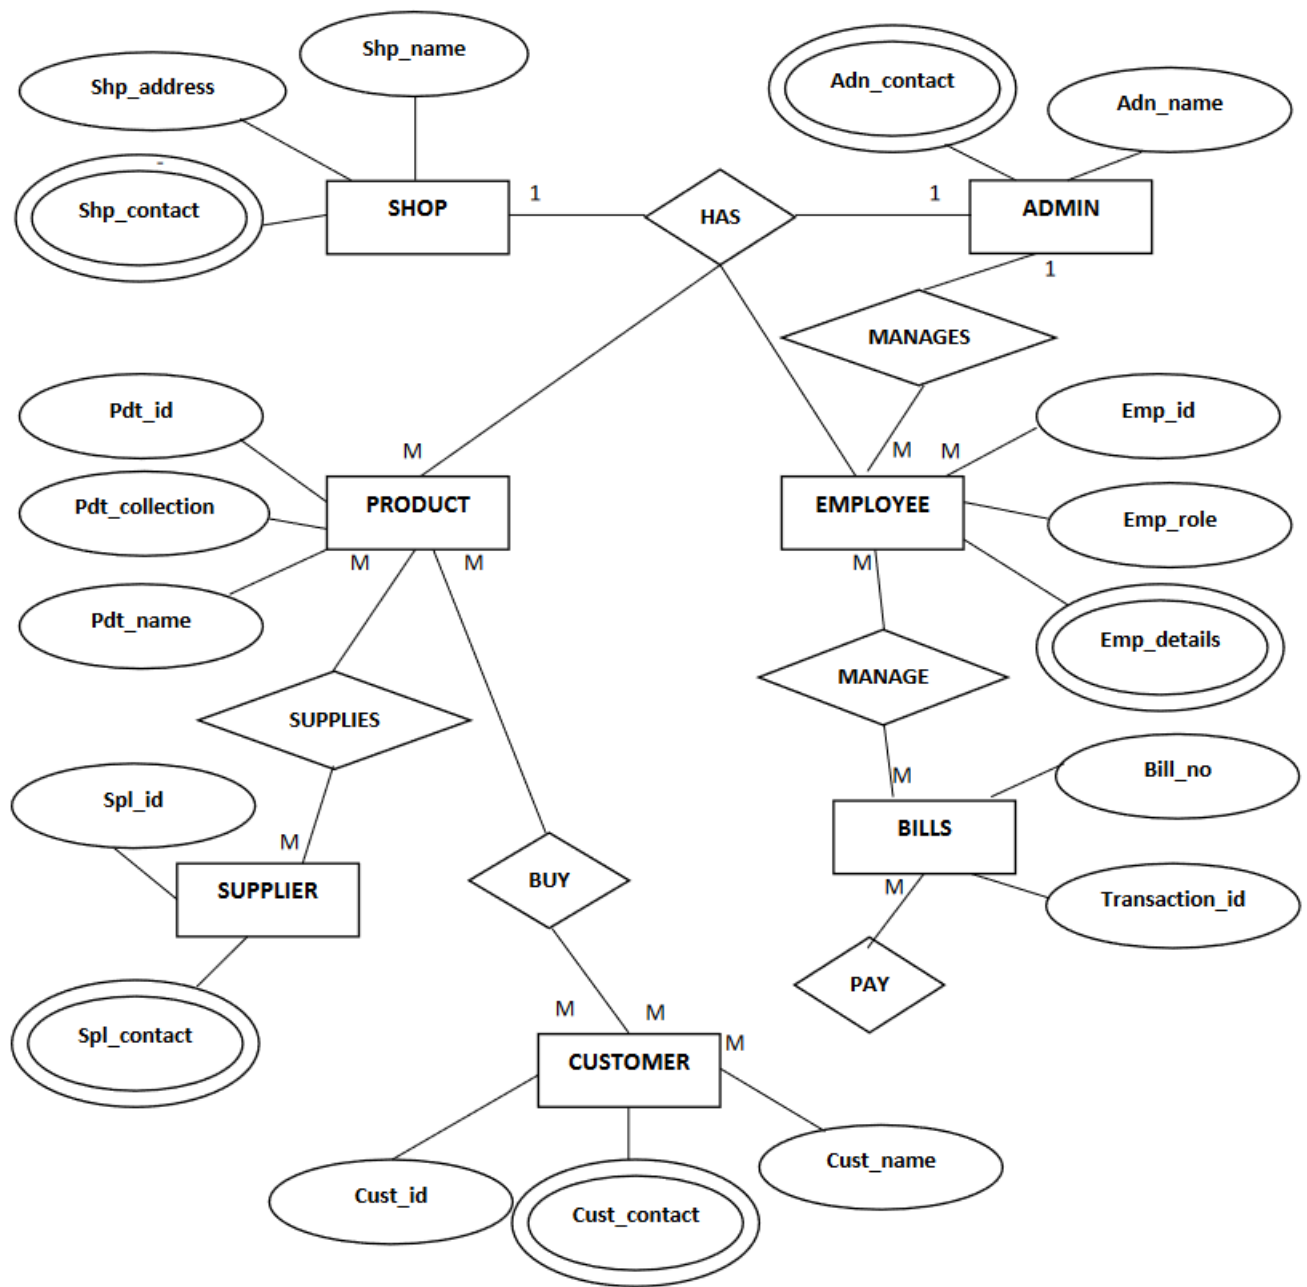 Shp_name
Shp_address
Adn_contact
Adn_name
-
Shp_contact
SHOP
1
HAS
1
ADMIN
1
MANAGES
Pdt_id
Emp_id
M
M
M
Pdt_collection
PRODUCT
EMPLOYEE
Emp_role
M
M
M
Pdt_name
Emp_details
MANAGE
SUPPLIES
M
Bill_no
Spl_id
M
BILLS
SUPPLIER
BUY
M
Transaction_id
PAY
M
M
M
Spl_contact
CUSTOMER
Cust_name
Cust_id
Cust_contact